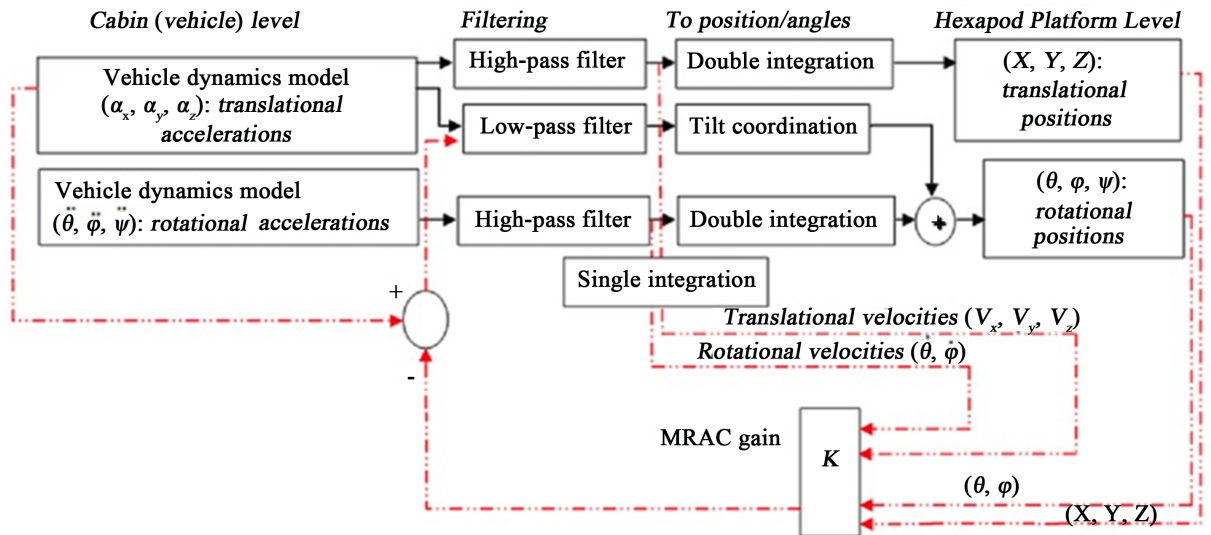 Cabin (vehicle) level
Filtering
To position/angles
Hexapod Platform Level
Vehicle dynamics model
(αx, αy, αz): translational
accelerations
High-pass filter
Double integration
(X, Y, Z):
translational
positions
Low-pass filter
Tilt coordination
Vehicle dynamics model
(θ̈, φ̈, ψ̈): rotational accelerations
High-pass filter
Double integration
+
(θ, φ, ψ):
rotational
positions
Single integration
+
-
Translational velocities (Vx, Vy, Vz)
Rotational velocities (θ̇, φ̇)
MRAC gain
K
(θ, φ)
(X, Y, Z)